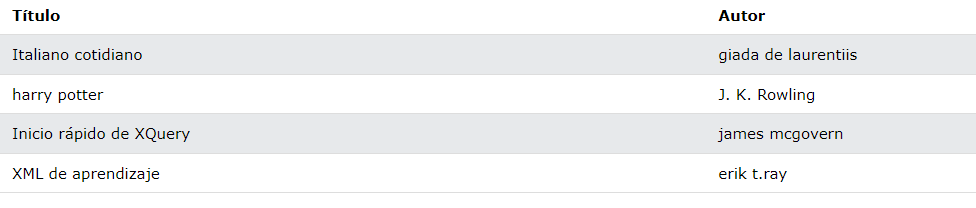 Título Autor
Italiano cotidiano giada de laurentiis
harry potter J. K. Rowling
Inicio rápido de XQuery james mcgovern
XML de aprendizaje erik t.ray